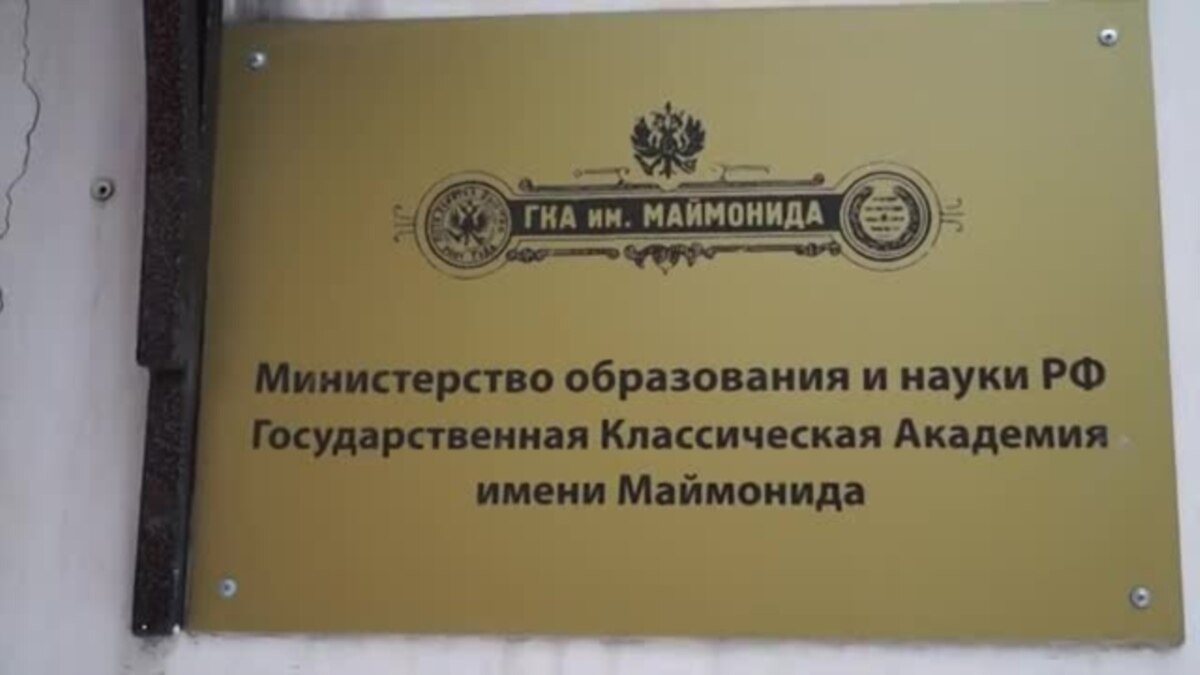 ГКА им. МАЙМОНИДА
Министерство образования и науки РФ
Государственная Классическая Академия
имени Маймонида